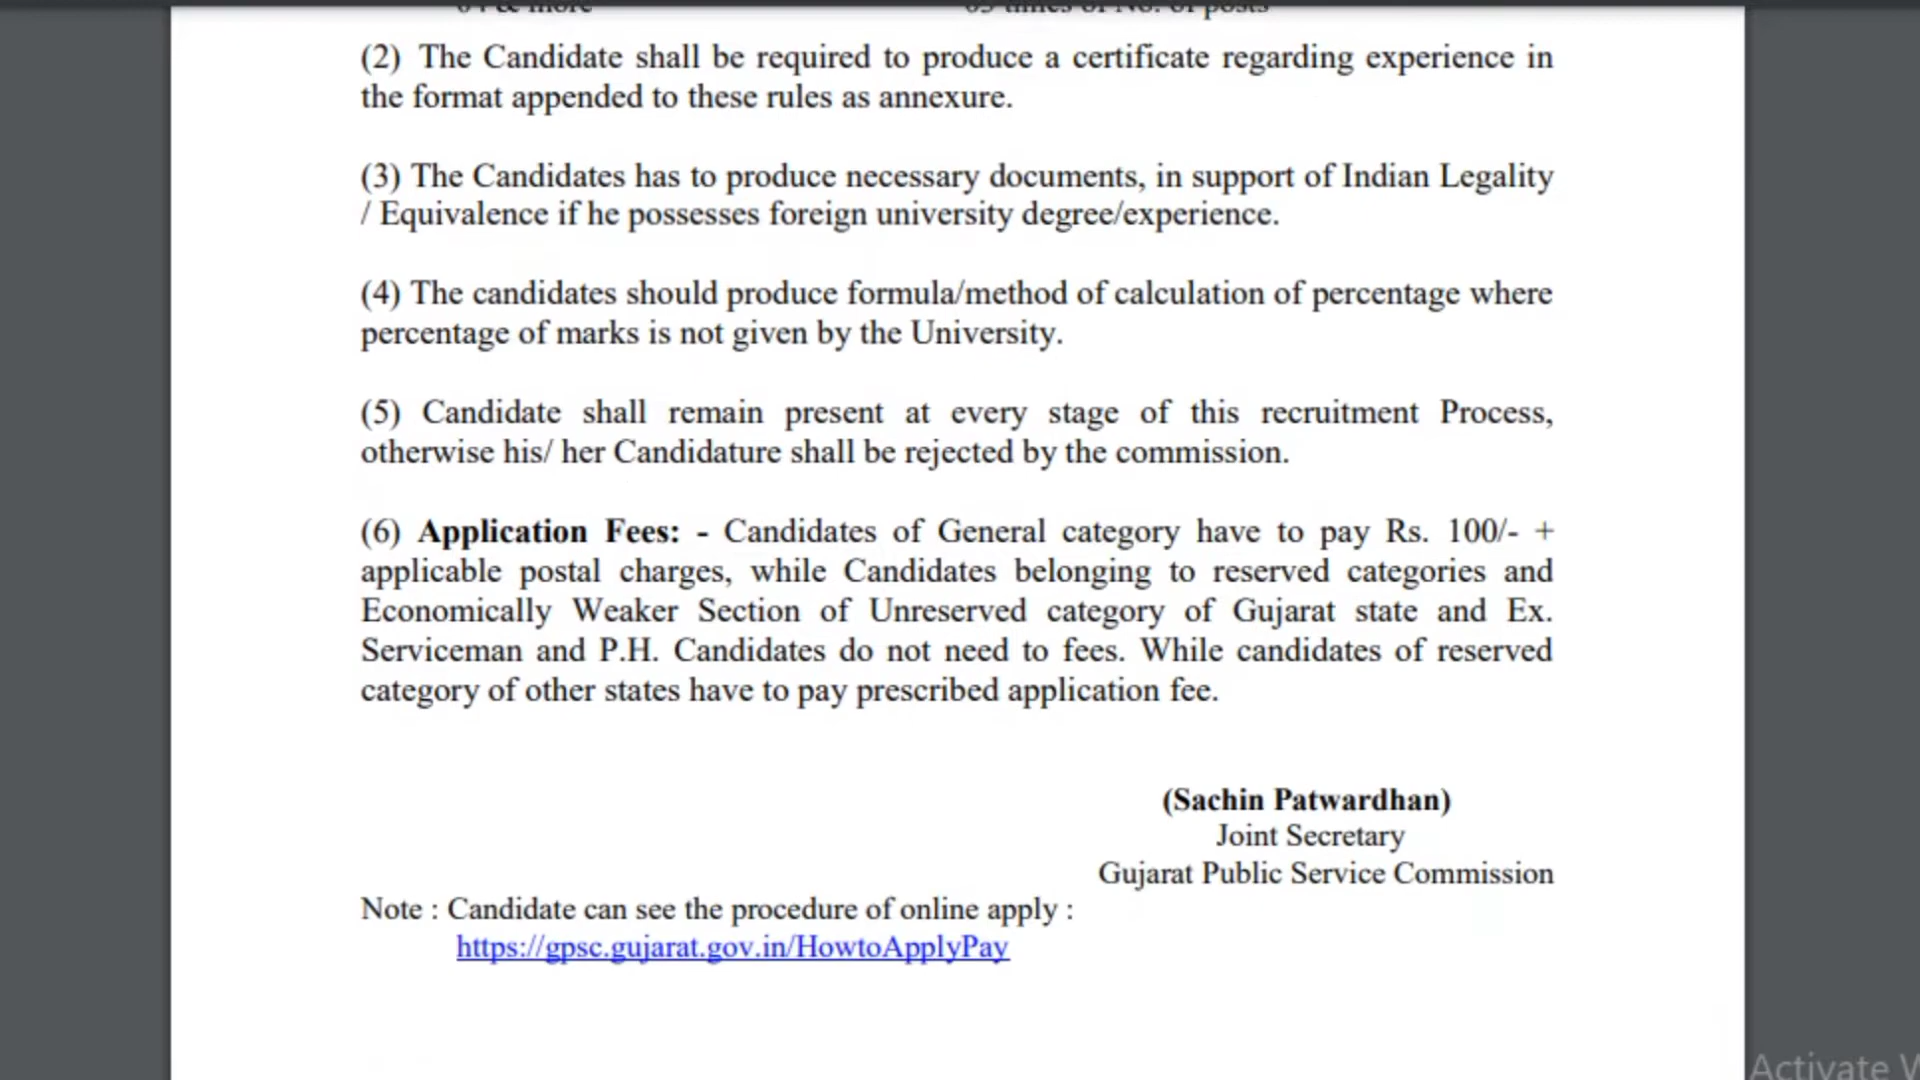 04 & more 03 times of No. of posts
(2) The Candidate shall be required to produce a certificate regarding experience in
the format appended to these rules as annexure.
(3) The Candidates has to produce necessary documents, in support of Indian Legality
/ Equivalence if he possesses foreign university degree/experience.
(4) The candidates should produce formula/method of calculation of percentage where
percentage of marks is not given by the University.
(5) Candidate shall remain present at every stage of this recruitment Process,
otherwise his/ her Candidature shall be rejected by the commission.
(6) Application Fees: - Candidates of General category have to pay Rs. 100/- +
applicable postal charges, while Candidates belonging to reserved categories and
Economically Weaker Section of Unreserved category of Gujarat state and Ex.
Serviceman and P.H. Candidates do not need to fees. While candidates of reserved
category of other states have to pay prescribed application fee.
(Sachin Patwardhan)
Joint Secretary
Gujarat Public Service Commission
Note : Candidate can see the procedure of online apply :
https://gpsc.gujarat.gov.in/HowtoApplyPay
Activate W